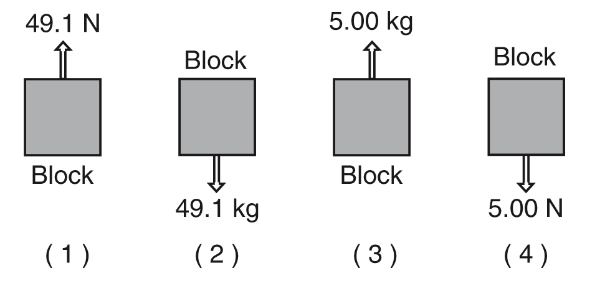 49.1 N
Block
( 1 )
Block
49.1 kg
( 2 )
5.00 kg
Block
( 3 )
Block
5.00 N
( 4 )